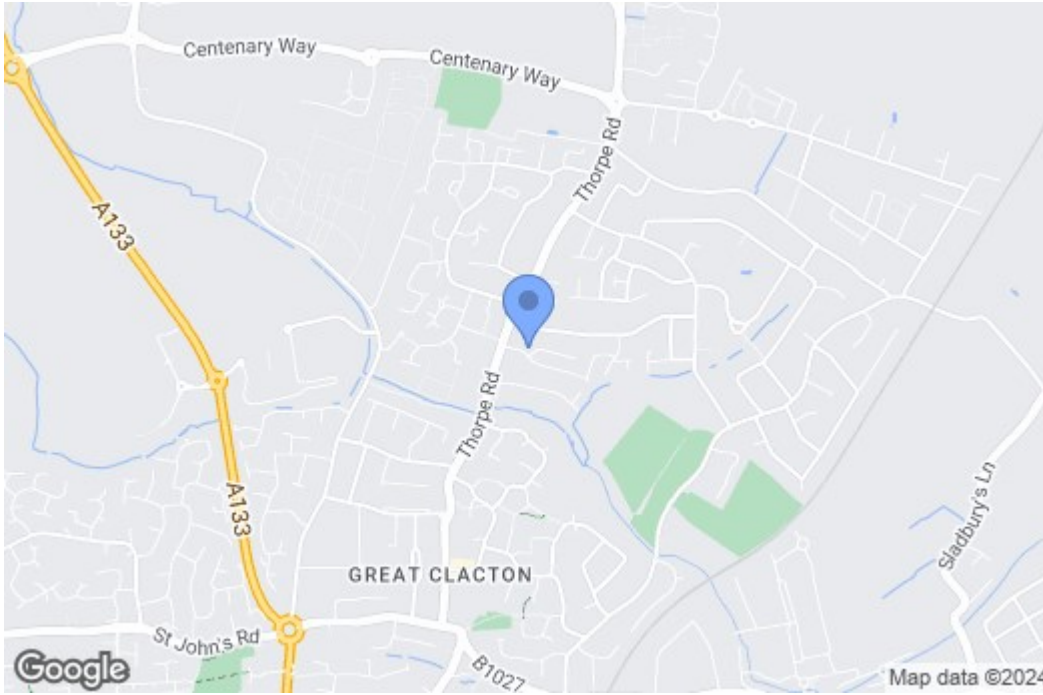 Centenary Way
Centenary Way
Thorpe Rd
A133
Thorpe Rd
A133
Sladbury's Ln
GREAT CLACTON
St John's Rd
B1027
Google
Map data ©2024